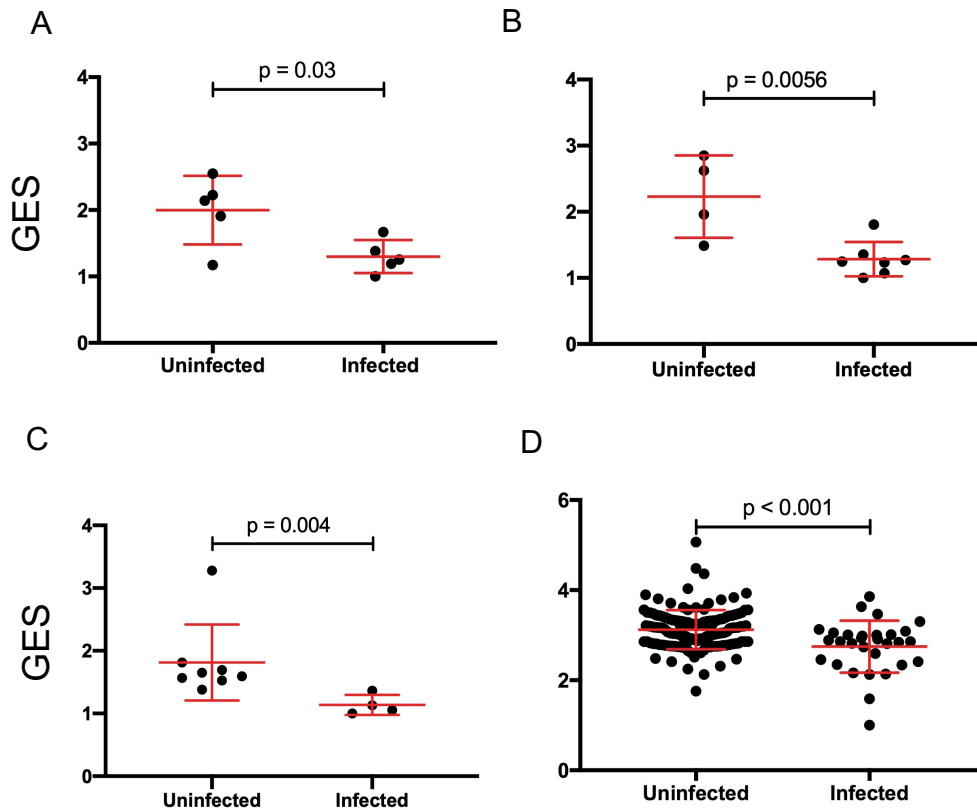 A
p = 0.03
4
3
2
1
0
GES
Uninfected Infected
B
p = 0.0056
4
3
2
1
0
Uninfected Infected
C
p = 0.004
4
3
2
1
0
GES
Uninfected Infected
D
p < 0.001
6
4
2
0
Uninfected Infected